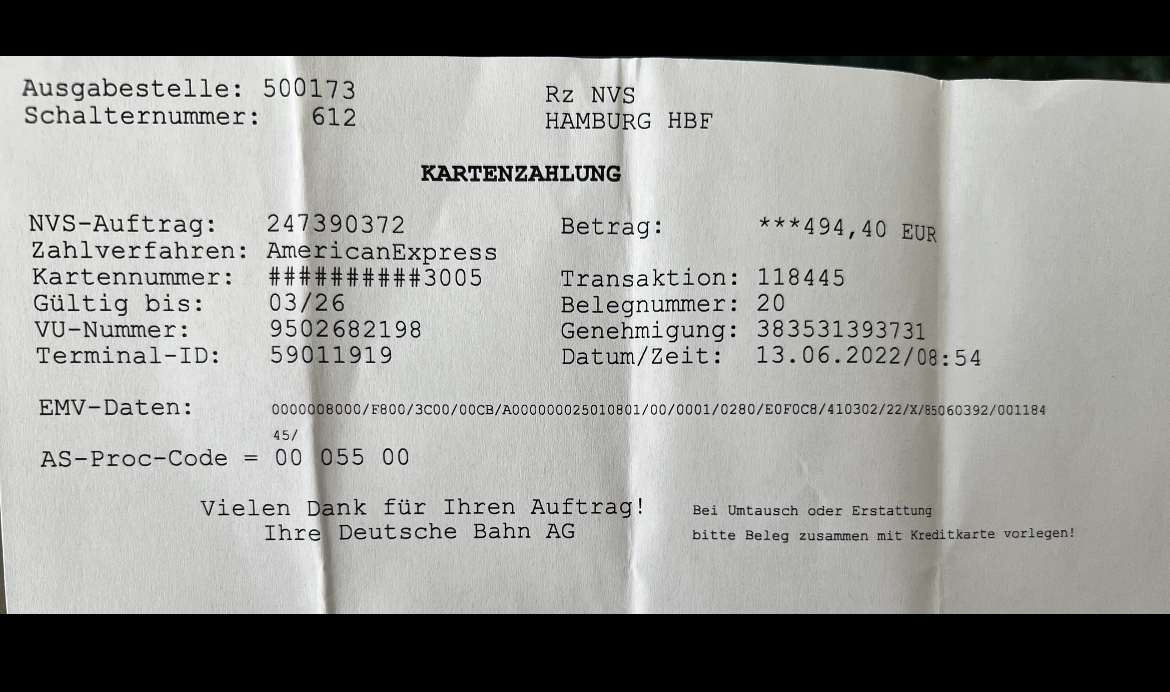 Ausgabestelle: 500173 Rz NVS
Schalternummer: 612 HAMBURG HBF
KARTENZAHLUNG
NVS-Auftrag: 247390372 Betrag: ***494,40 EUR
Zahlverfahren: AmericanExpress
Kartennummer: ##########3005 Transaktion: 118445
Gültig bis: 03/26 Belegnummer: 20
VU-Nummer: 9502682198 Genehmigung: 383531393731
Terminal-ID: 59011919 Datum/Zeit: 13.06.2022/08:54
EMV-Daten: 0000008000/F800/3C00/00CB/A000000025010801/00/0001/0280/E0F0C8/410302/22/X/85060392/001184
45/
AS-Proc-Code = 00 055 00
Vielen Dank für Ihren Auftrag! Bei Umtausch oder Erstattung
Ihre Deutsche Bahn AG bitte Beleg zusammen mit Kreditkarte vorlegen!